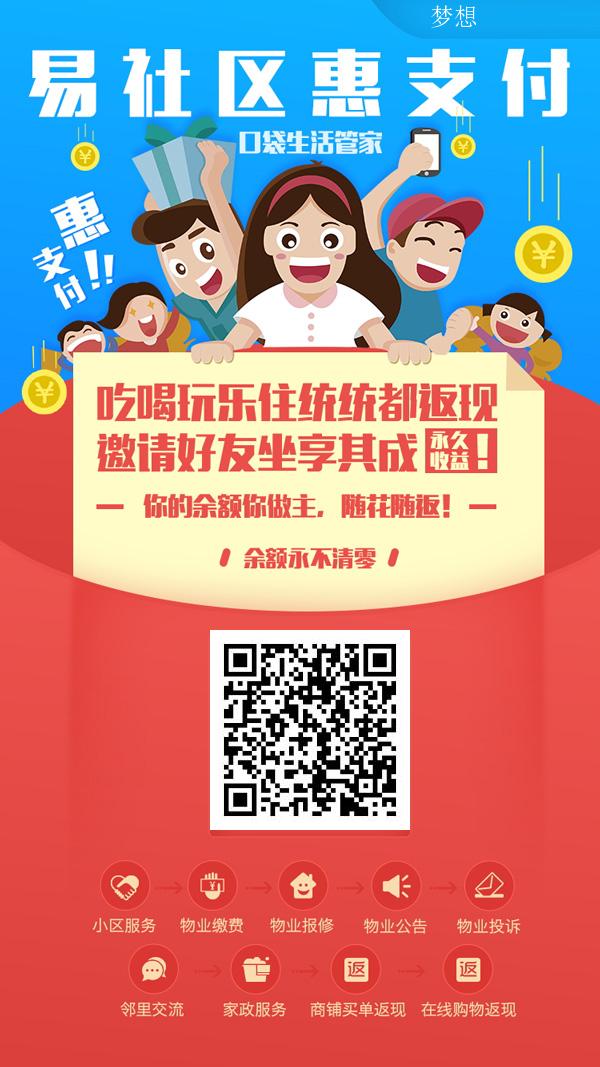 梦想
易社区惠支付
口袋生活管家
惠
支付!!
吃喝玩乐住统统都返现
邀请好友坐享其成 永久收益!
你的余额你做主,随花随返!
余额永不清零
小区服务 物业缴费 物业报修 物业公告 物业投诉
返 返
邻里交流 家政服务 商铺买单返现 在线购物返现